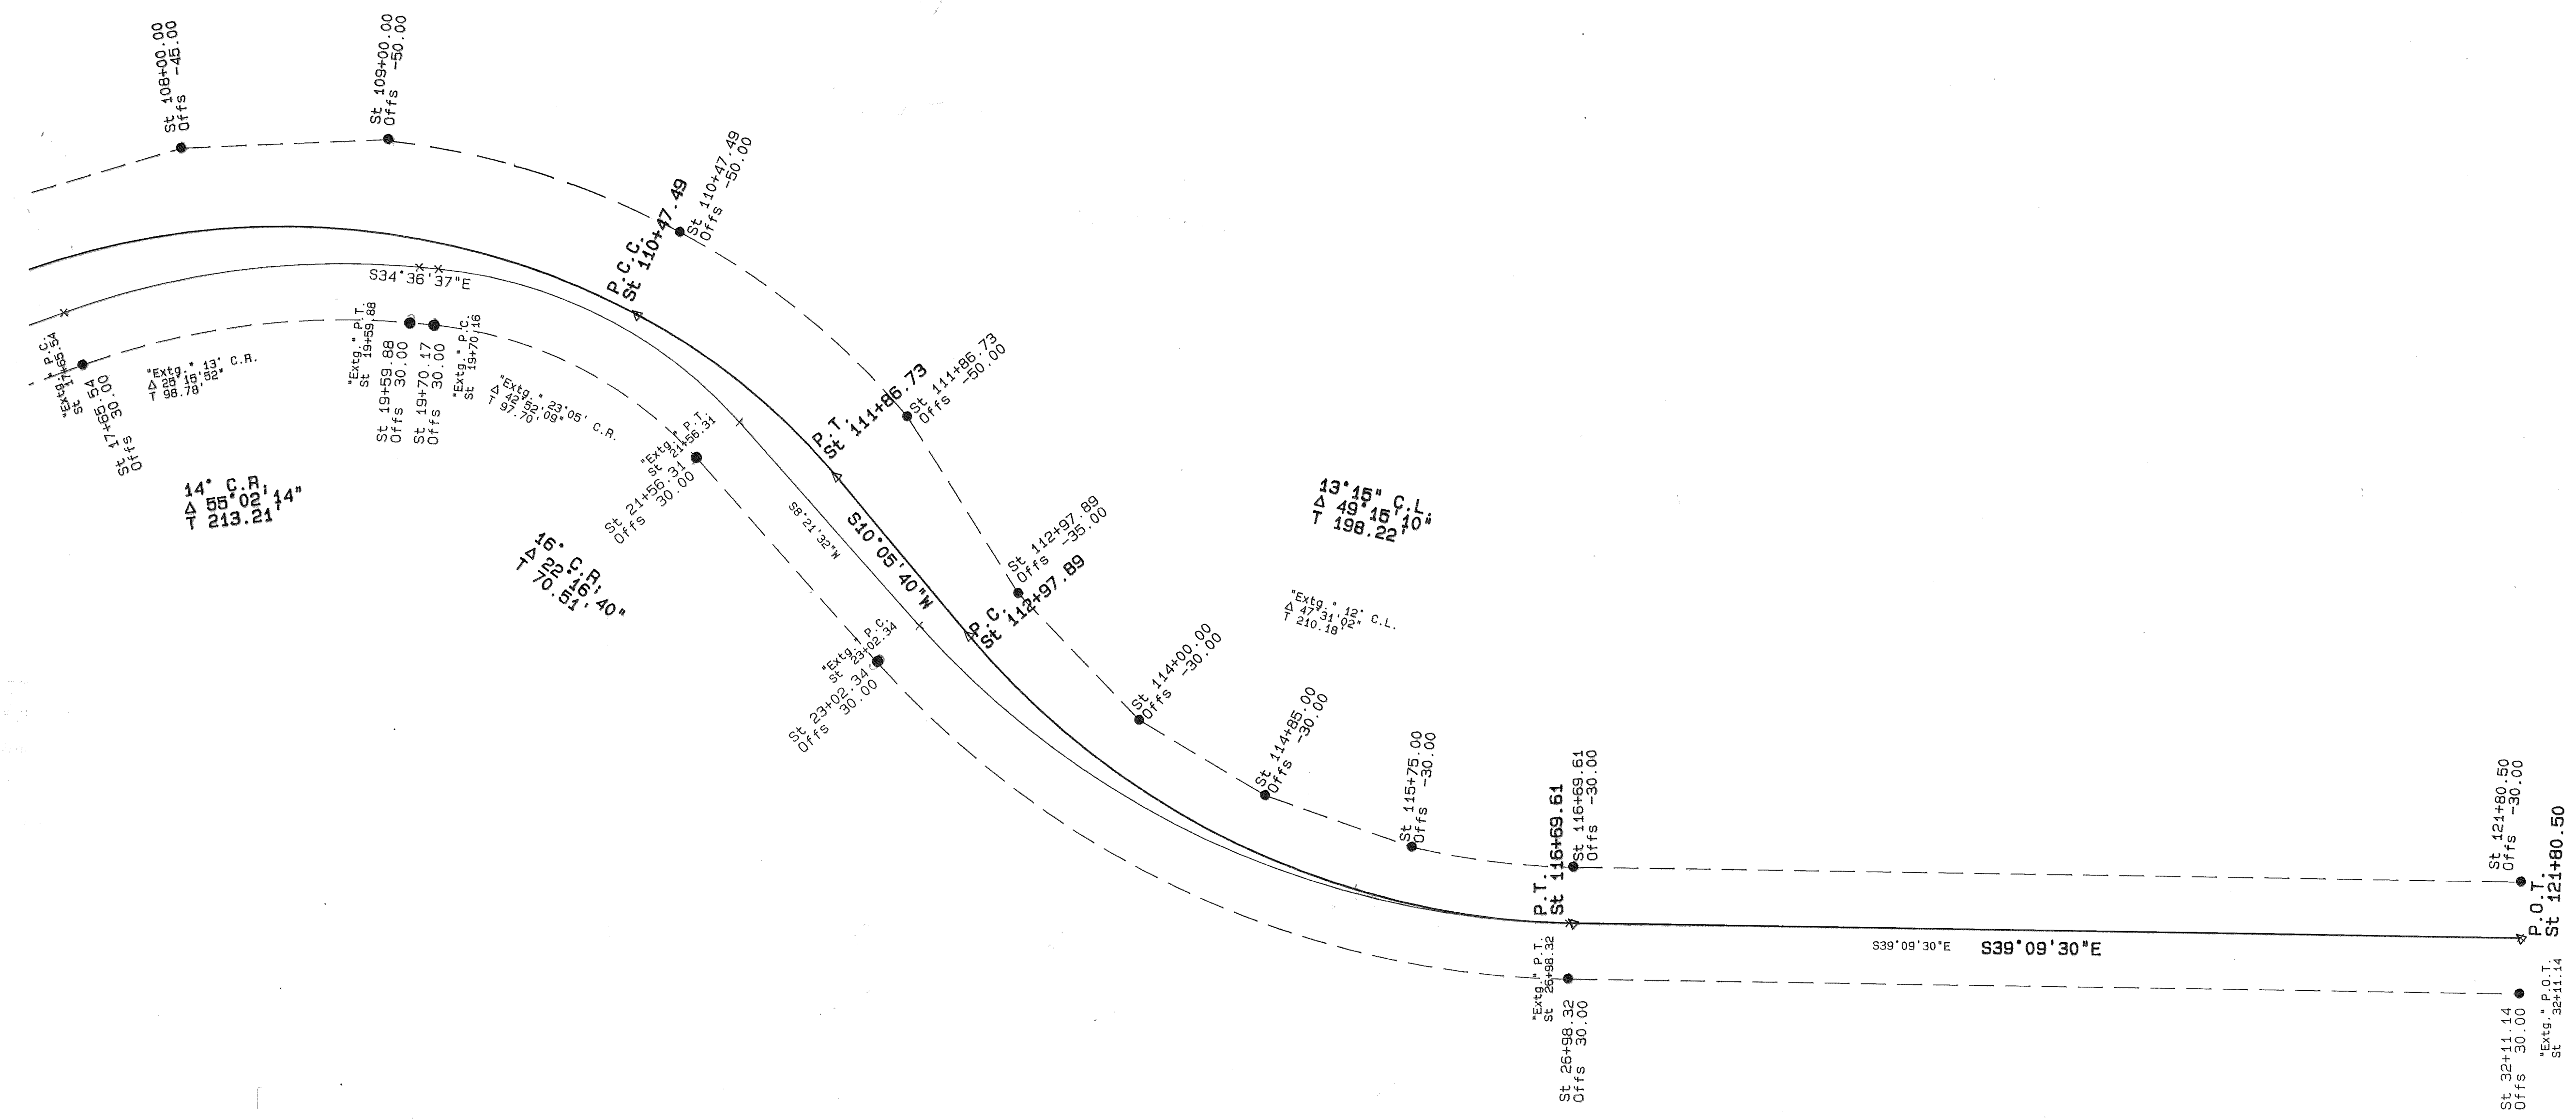 St 108+00.00
Offs -45.00
St 109+00.00
Offs -50.00
St 110+47.49
Offs -50.00
P.C.C.
St 110+47.49
S34°36'37"E
"Extg." P.C.
St 17+65.54
St 17+65.54
Offs 30.00
"Extg." 13° C.R.
Δ 25°15'52"
T 98.78'
"Extg." P.T.
St 19+59.88
St 19+59.88
Offs 30.00
St 19+70.17
Offs 30.00
"Extg." P.C.
St 19+70.16
"Extg." 23°05' C.R.
Δ 42°52'09"
T 97.70'
14° C.R.
Δ 55°02'14"
T 213.21'
"Extg." P.T.
St 21+56.31
St 21+56.31
Offs 30.00
P.T.
St 111+86.73
St 111+86.73
Offs -50.00
16° C.R.
Δ 22°16'40"
T 70.51'
S8°21'32"W
S10°05'40"W
St 112+97.89
Offs -35.00
P.C.
St 112+97.89
"Extg." P.C.
St 23+02.34
St 23+02.34
Offs 30.00
13°15" C.L.
Δ 49°15'10"
T 198.22'
"Extg." 12° C.L.
Δ 47°31'02"
T 210.18'
St 114+00.00
Offs -30.00
St 114+85.00
Offs -30.00
St 115+75.00
Offs -30.00
P.T.
St 116+69.61
St 116+69.61
Offs -30.00
"Extg." P.T.
St 26+98.32
St 26+98.32
Offs 30.00
S39°09'30"E
S39°09'30"E
St 121+80.50
Offs -30.00
P.O.T.
St 121+80.50
St 32+11.14
Offs 30.00
"Extg." P.O.T.
St 32+11.14